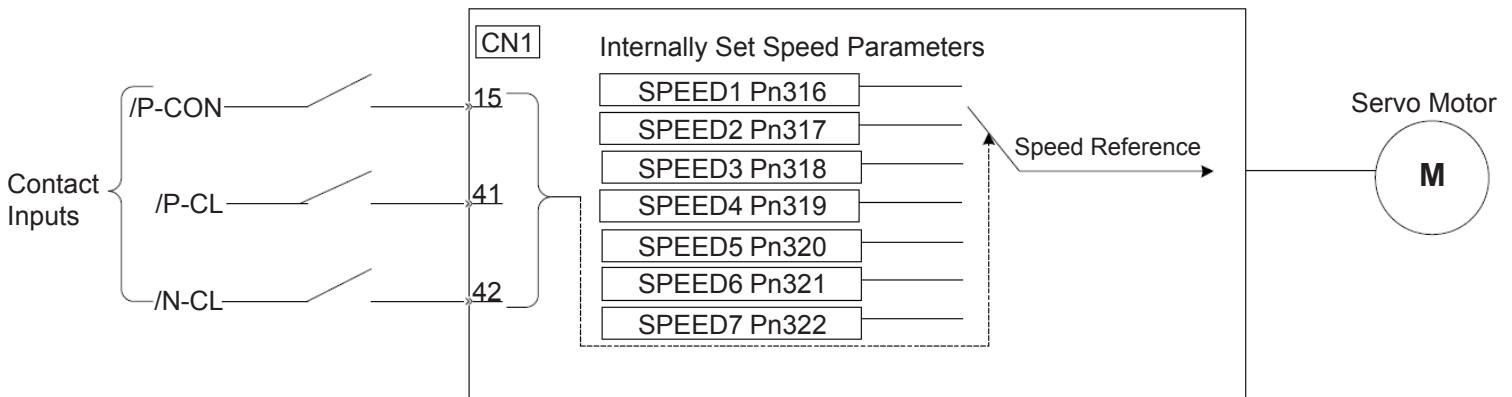 CN1
Internally Set Speed Parameters
SPEED1 Pn316
SPEED2 Pn317
SPEED3 Pn318
SPEED4 Pn319
SPEED5 Pn320
SPEED6 Pn321
SPEED7 Pn322
Contact
Inputs
/P-CON
15
/P-CL
41
/N-CL
42
Speed Reference
Servo Motor
M